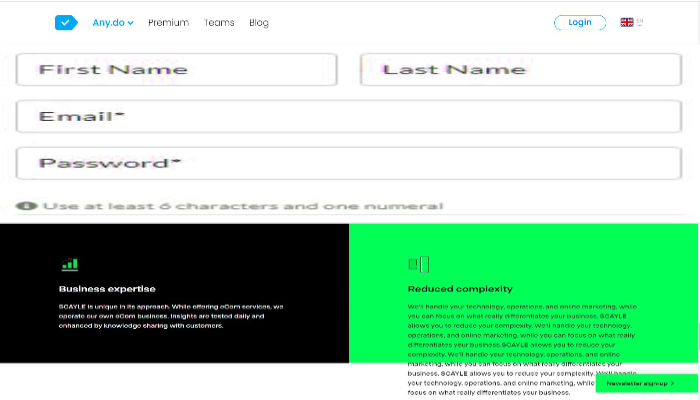 Any.do Premium Teams Blog Login EN
First Name Last Name
Email*
Password*
Use at least 6 characters and one numeral
Business expertise
SCAYLE is unique in its approach. While offering eCom services, we
operate our own eCom business. Insights are tested daily and
enhanced by knowledge sharing with customers.
Reduced complexity
We'll handle your technology, operations, and online marketing, while
you can focus on what really differentiates your business. SCAYLE
allows you to reduce your complexity. We'll handle your technology,
operations, and online marketing, while you can focus on what really
differentiates your business.SCAYLE allows you to reduce your
complexity. We'll handle your technology, operations, and online
marketing, while you can focus on what really differentiates your
business. SCAYLE allows you to reduce your complexity. We'll handle
your technology, operations, and online marketing, while
focus on what really differentiates your business.
Newsletter sign-up